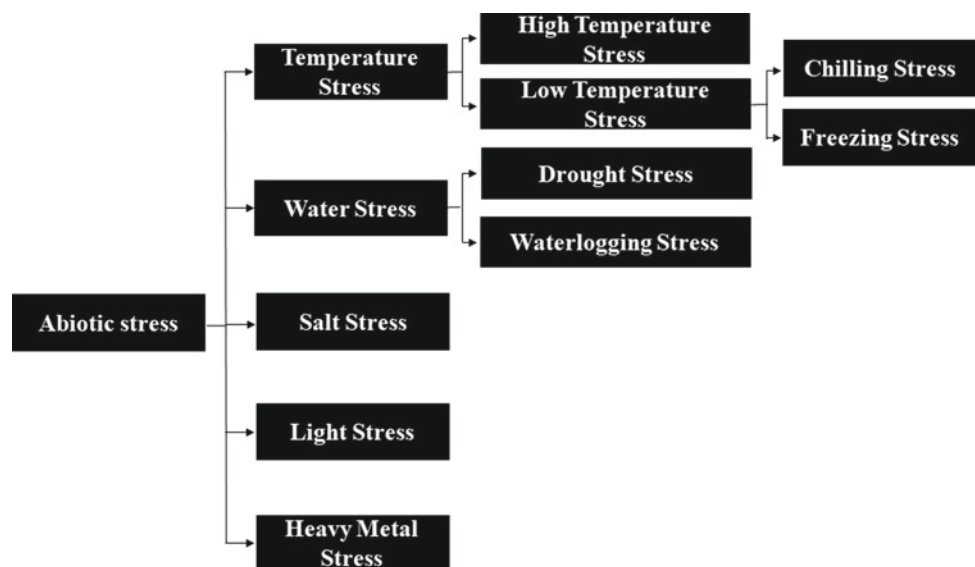 High Temperature
Stress
Temperature
Stress
Low Temperature
Stress
Chilling Stress
Freezing Stress
Drought Stress
Water Stress
Waterlogging Stress
Abiotic stress
Salt Stress
Light Stress
Heavy Metal
Stress